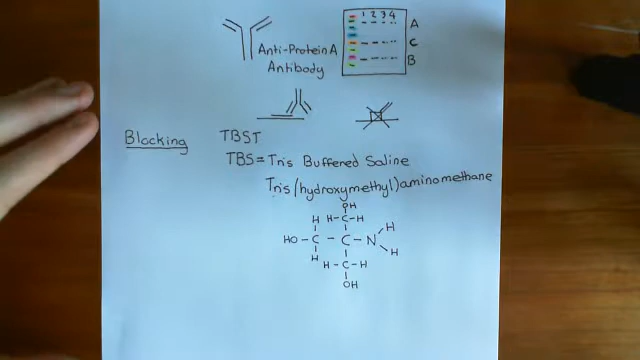 1 2 3 4
A
C
B
Anti-Protein A
Antibody
Blocking
TBST
TBS = Tris Buffered Saline
Tris (hydroxymethyl) aminomethane
OH
H H-C-H H
HO-C-C-N
H H
H-C-H
OH